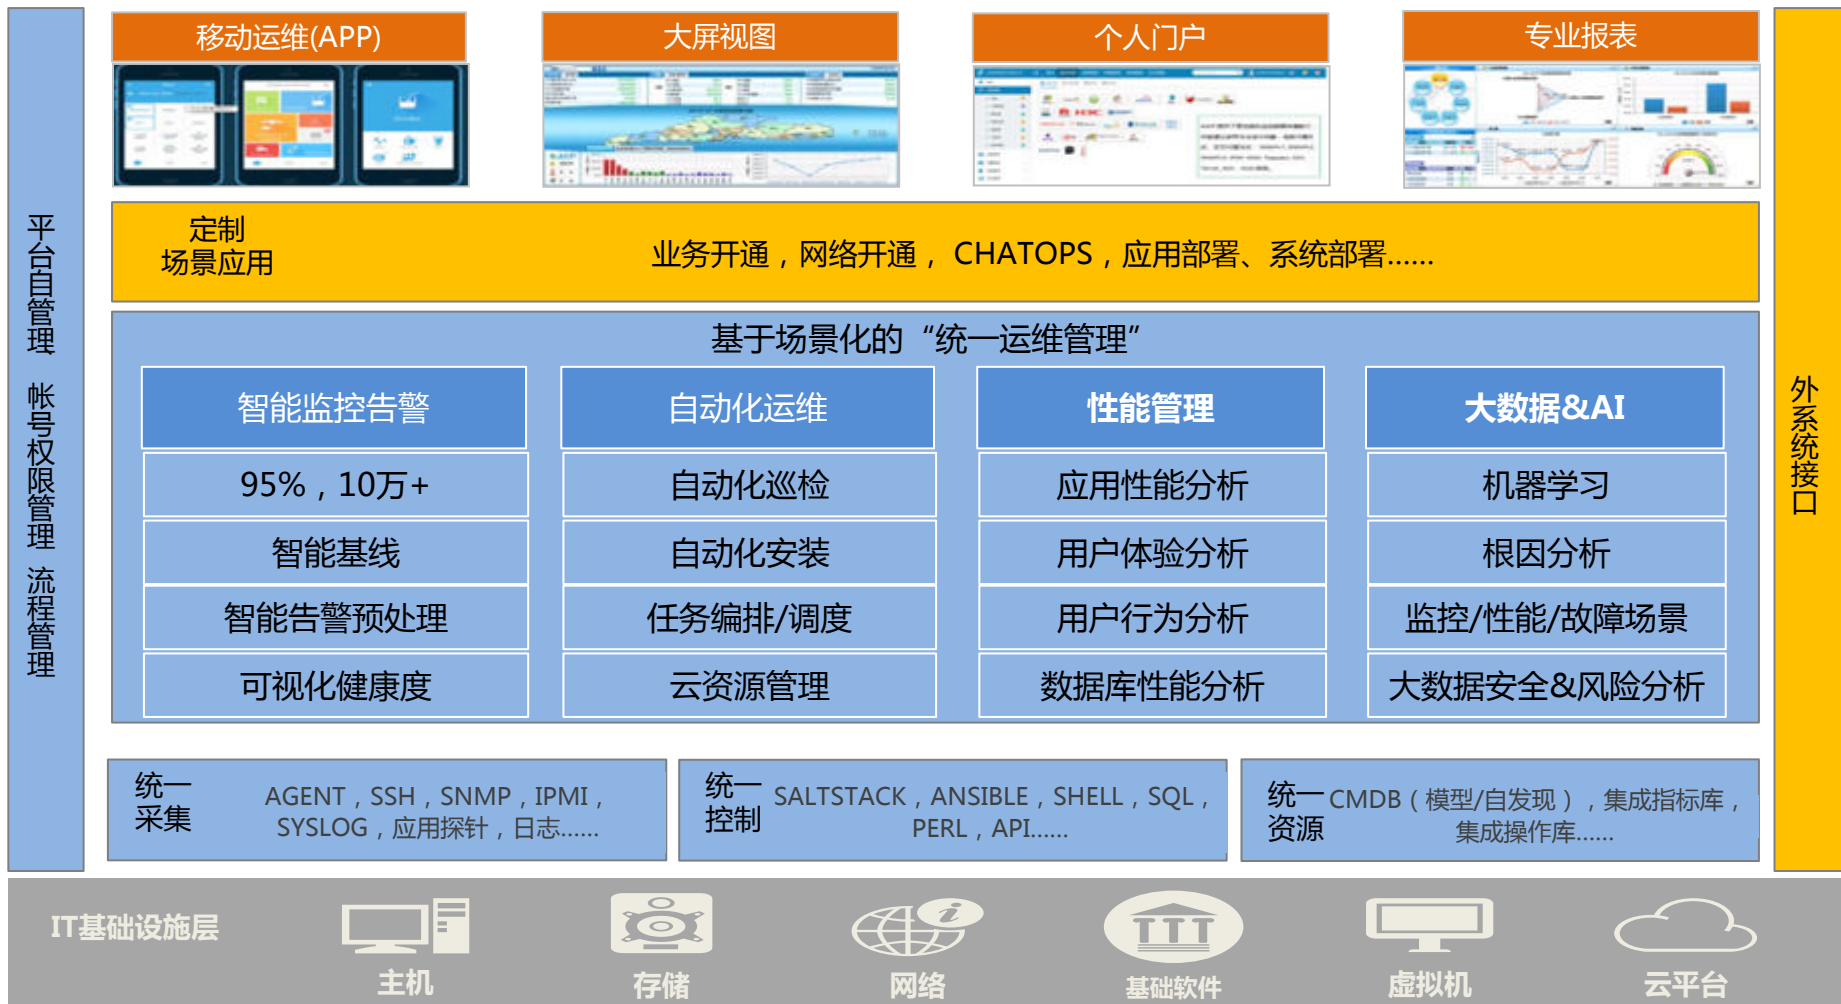 移动运维(APP)
大屏视图
个人门户
专业报表
H3C
定制
场景应用
业务开通，网络开通， CHATOPS，应用部署、系统部署......
平台自管理 帐号权限管理 流程管理
外系统接口
基于场景化的“统一运维管理”
智能监控告警
自动化运维
性能管理
大数据&AI
95%，10万+
自动化巡检
应用性能分析
机器学习
智能基线
自动化安装
用户体验分析
根因分析
智能告警预处理
任务编排/调度
用户行为分析
监控/性能/故障场景
可视化健康度
云资源管理
数据库性能分析
大数据安全&风险分析
统一
采集
AGENT，SSH，SNMP，IPMI，
SYSLOG，应用探针，日志......
统一
控制
SALTSTACK，ANSIBLE，SHELL，SQL，
PERL，API......
统一
资源
CMDB（模型/自发现），集成指标库，
集成操作库......
IT基础设施层
主机
存储
网络
基础软件
虚拟机
云平台